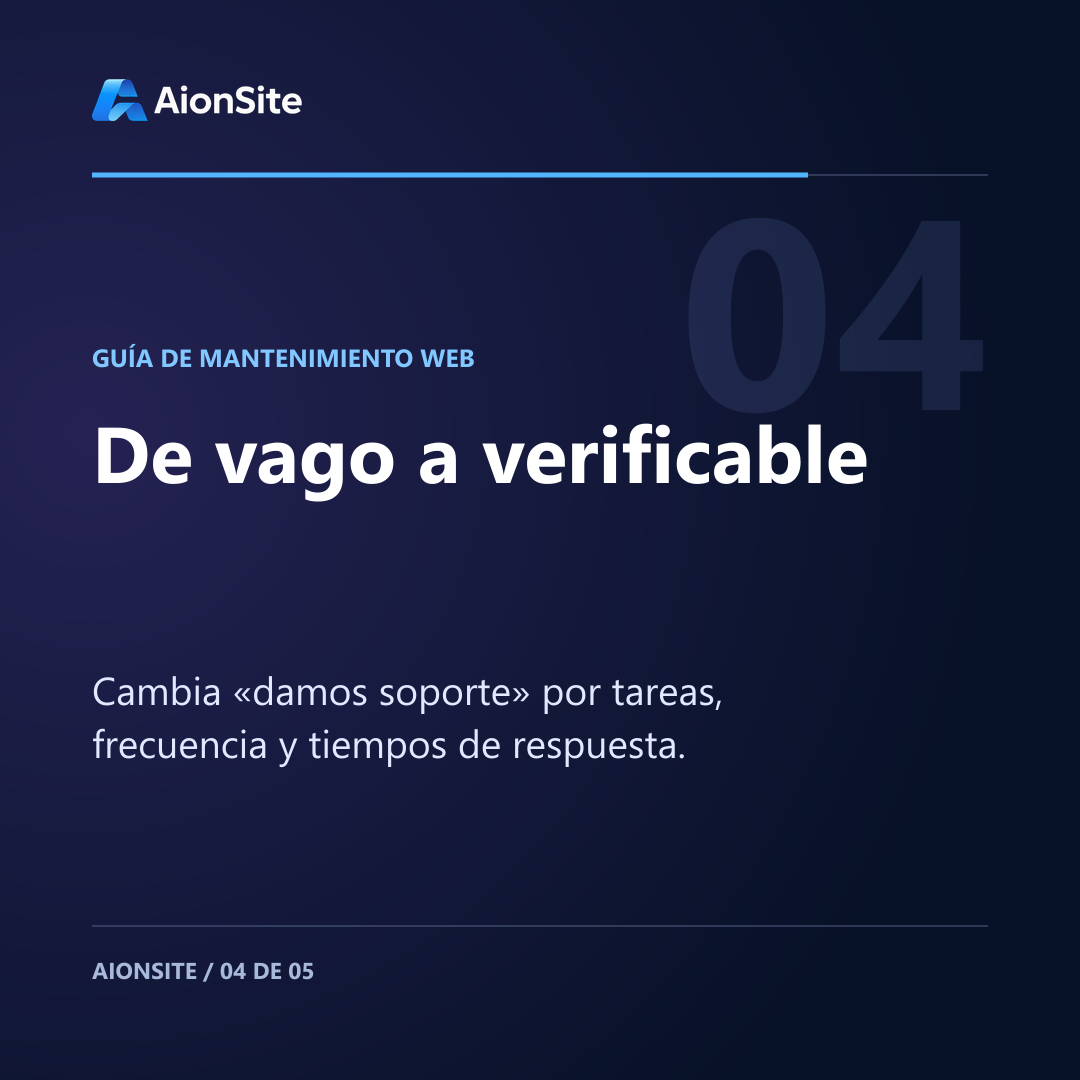 AionSite
04
GUÍA DE MANTENIMIENTO WEB
De vago a verificable
Cambia «damos soporte» por tareas,
frecuencia y tiempos de respuesta.
AIONSITE / 04 DE 05